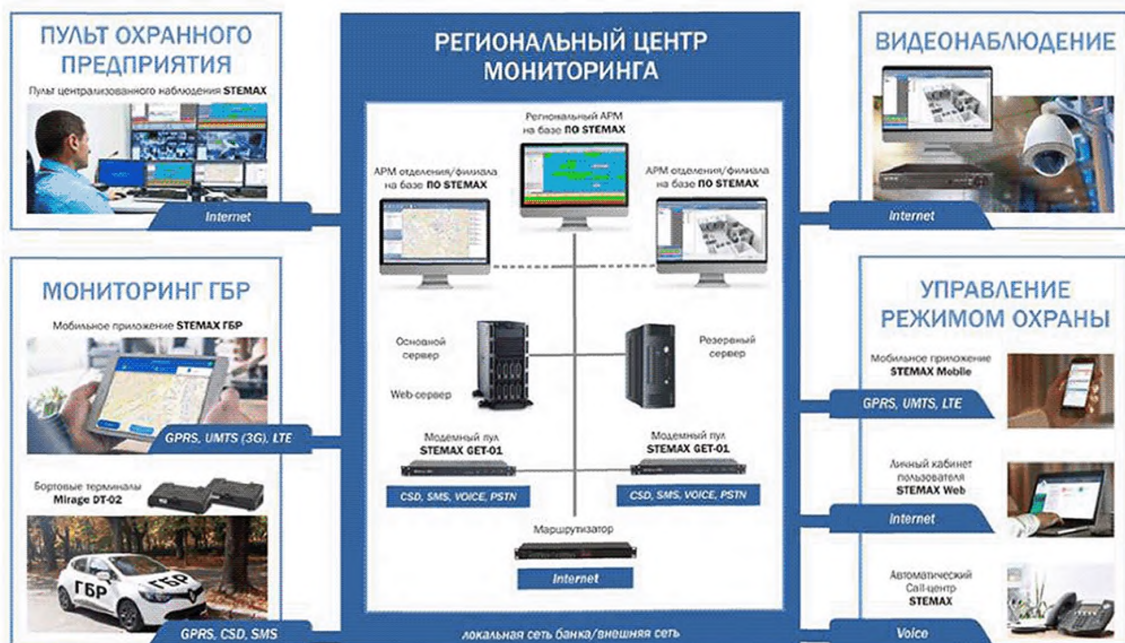 ПУЛЬТ ОХРАННОГО
ПРЕДПРИЯТИЯ
Пульт централизованного наблюдения STEMAX
Internet
МОНИТОРИНГ ГБР
Мобильное приложение STEMAX ГБР
GPRS, UMTS (3G), LTE
Бортовые терминалы
Mirage DT-02
ГБР
ГБР
GPRS, CSD, SMS
РЕГИОНАЛЬНЫЙ ЦЕНТР
МОНИТОРИНГА
Региональный АРМ
на базе ПО STEMAX
АРМ отделения/филиала
на базе ПО STEMAX
АРМ отделения/филиала
на базе ПО STEMAX
Основной
сервер
Web-сервер
Резервный
сервер
Модемный пул
STEMAX GET-01
CSD, SMS, VOICE, PSTN
Модемный пул
STEMAX GET-01
CSD, SMS, VOICE, PSTN
Маршрутизатор
Internet
локальная сеть банка/внешняя сеть
ВИДЕОНАБЛЮДЕНИЕ
Internet
УПРАВЛЕНИЕ
РЕЖИМОМ ОХРАНЫ
Мобильное приложение
STEMAX Mobile
GPRS, UMTS, LTE
Личный кабинет
пользователя
STEMAX Web
Internet
Автоматический
Call-центр
STEMAX
Voice